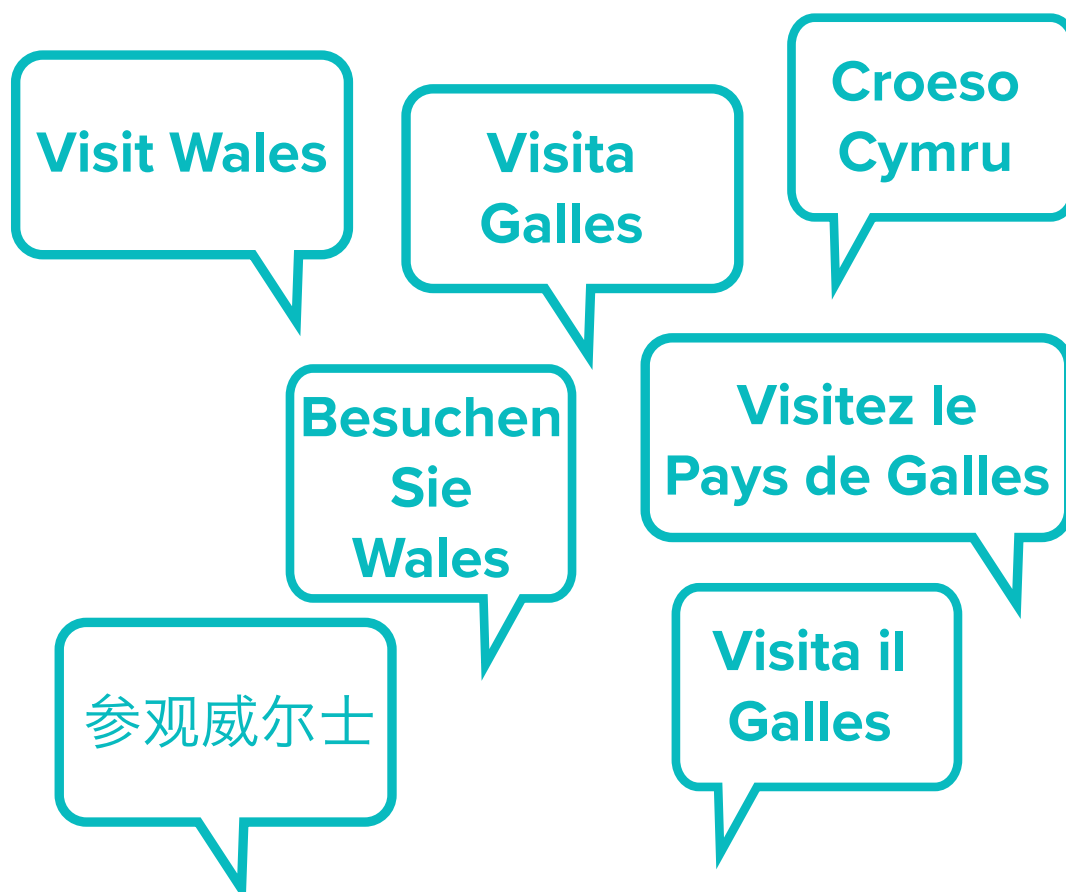 Visit Wales
Visita
Galles
Croeso
Cymru
Besuchen
Sie
Wales
Visitez le
Pays de Galles
参观威尔士
Visita il
Galles